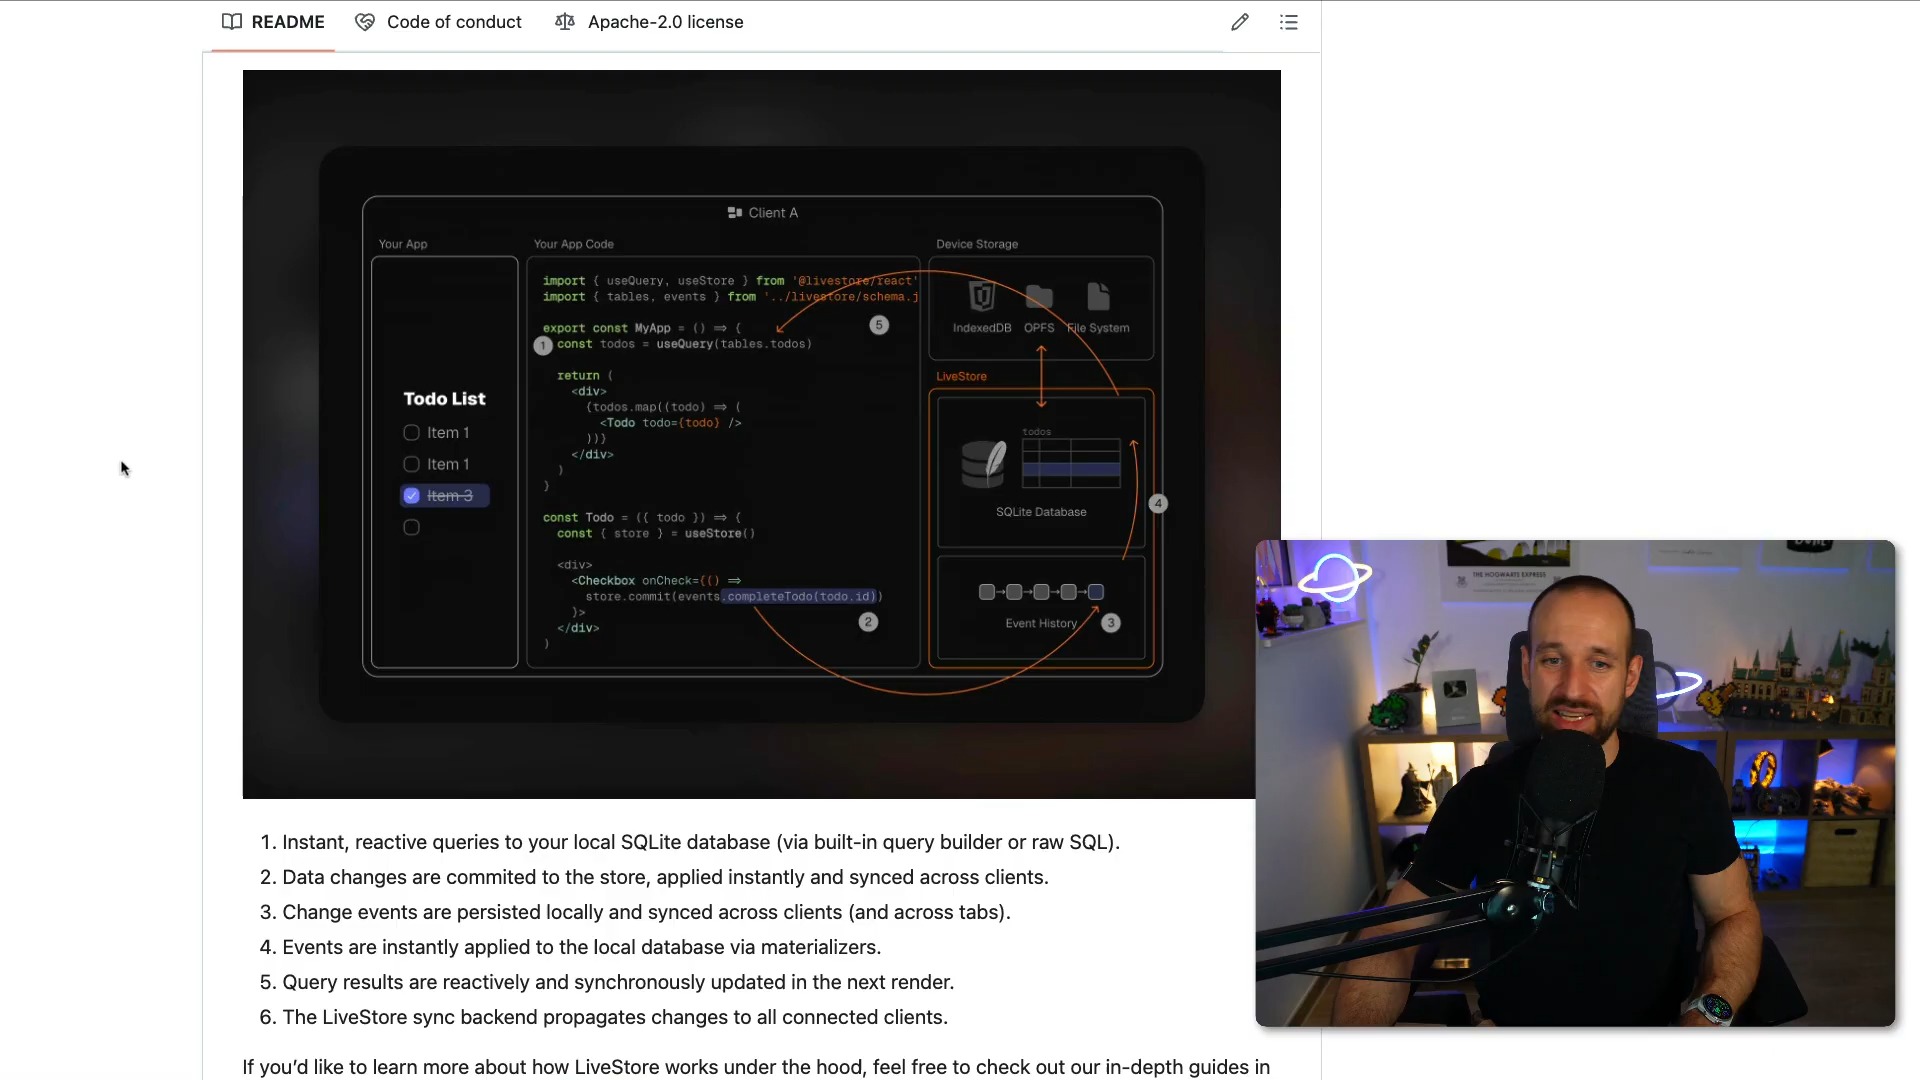 README
Code of conduct
Apache-2.0 license
Client A
Your App
Your App Code
Device Storage
import { useQuery, useStore } from '@livestore/react'
import { tables, events } from '../livestore/schema.j
export const MyApp = () => {
const todos = useQuery(tables.todos)
return (
<div>
{todos.map((todo) => (
<Todo todo={todo} />
))}
</div>
)
}
const Todo = ({ todo }) => {
const { store } = useStore()
<div>
<Checkbox onCheck={() =>
store.commit(events.completeTodo(todo.id))
}>
</div>
)
1
2
5
Todo List
Item 1
Item 1
Item 3
IndexedDB
OPFS
File System
LiveStore
todos
SQLite Database
4
Event History
3
THE HOGWARTS EXPRESS
1. Instant, reactive queries to your local SQLite database (via built-in query builder or raw SQL).
2. Data changes are commited to the store, applied instantly and synced across clients.
3. Change events are persisted locally and synced across clients (and across tabs).
4. Events are instantly applied to the local database via materializers.
5. Query results are reactively and synchronously updated in the next render.
6. The LiveStore sync backend propagates changes to all connected clients.
If you’d like to learn more about how LiveStore works under the hood, feel free to check out our in-depth guides in